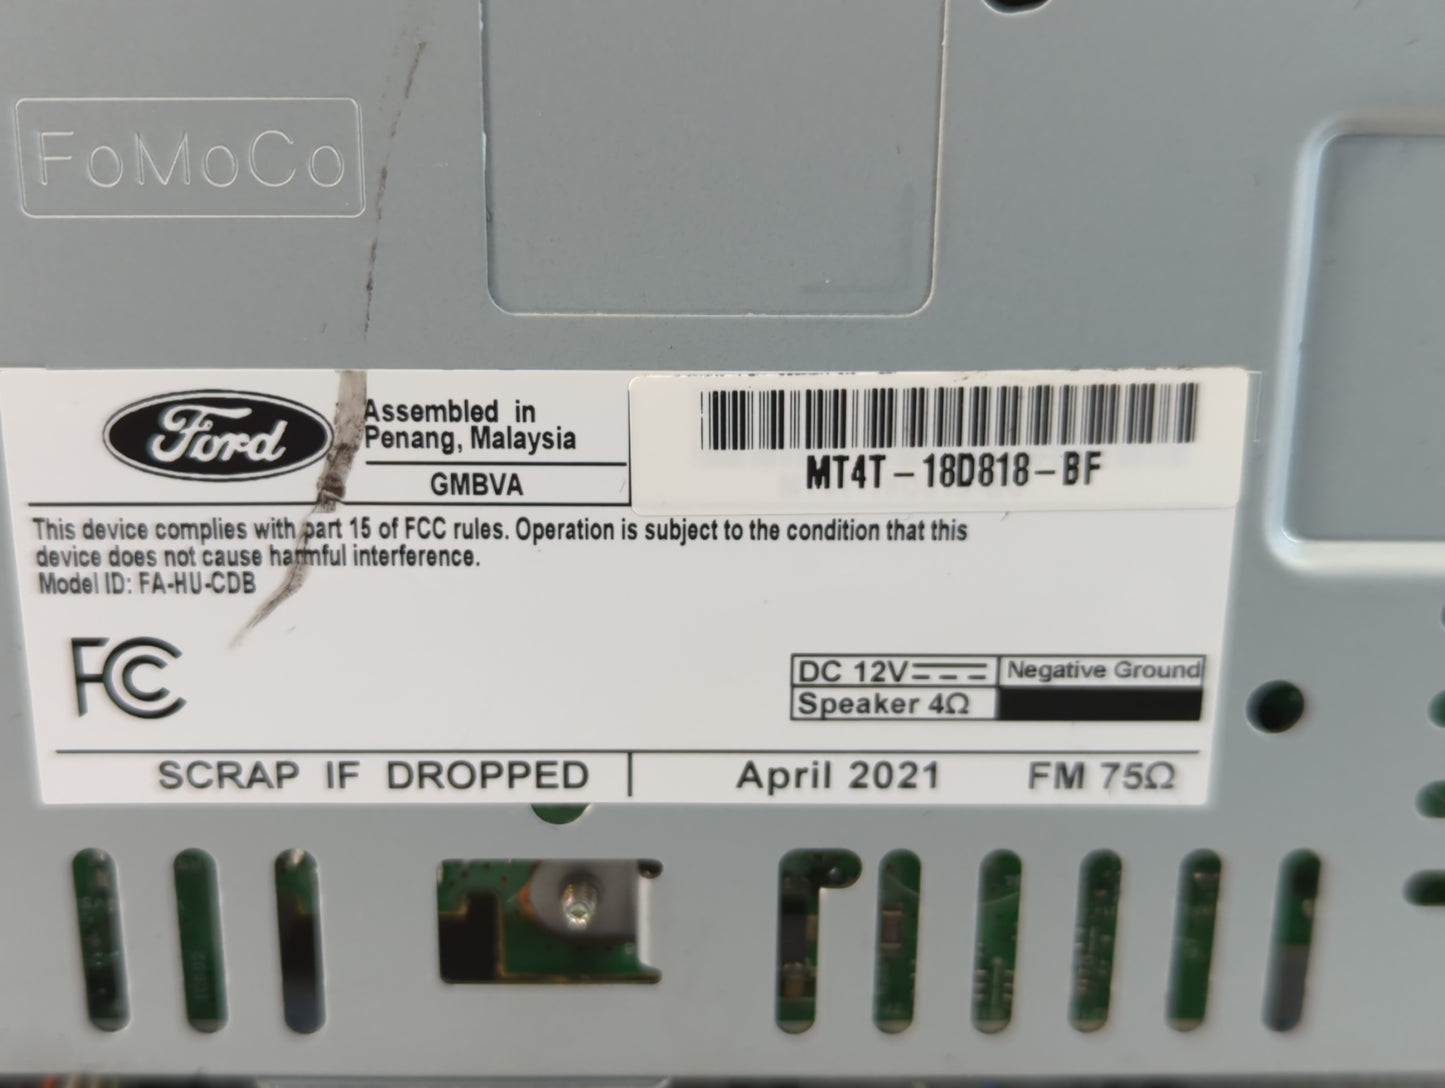 FoMoCo
Ford
Assembled in
Penang, Malaysia
GMBVA
MT4T-18D818-BF
This device complies with part 15 of FCC rules. Operation is subject to the condition that this
device does not cause harmful interference.
Model ID: FA-HU-CDB
FCC
DC 12V
Negative Ground
Speaker 4Ω
SCRAP IF DROPPED
April 2021
FM 75Ω